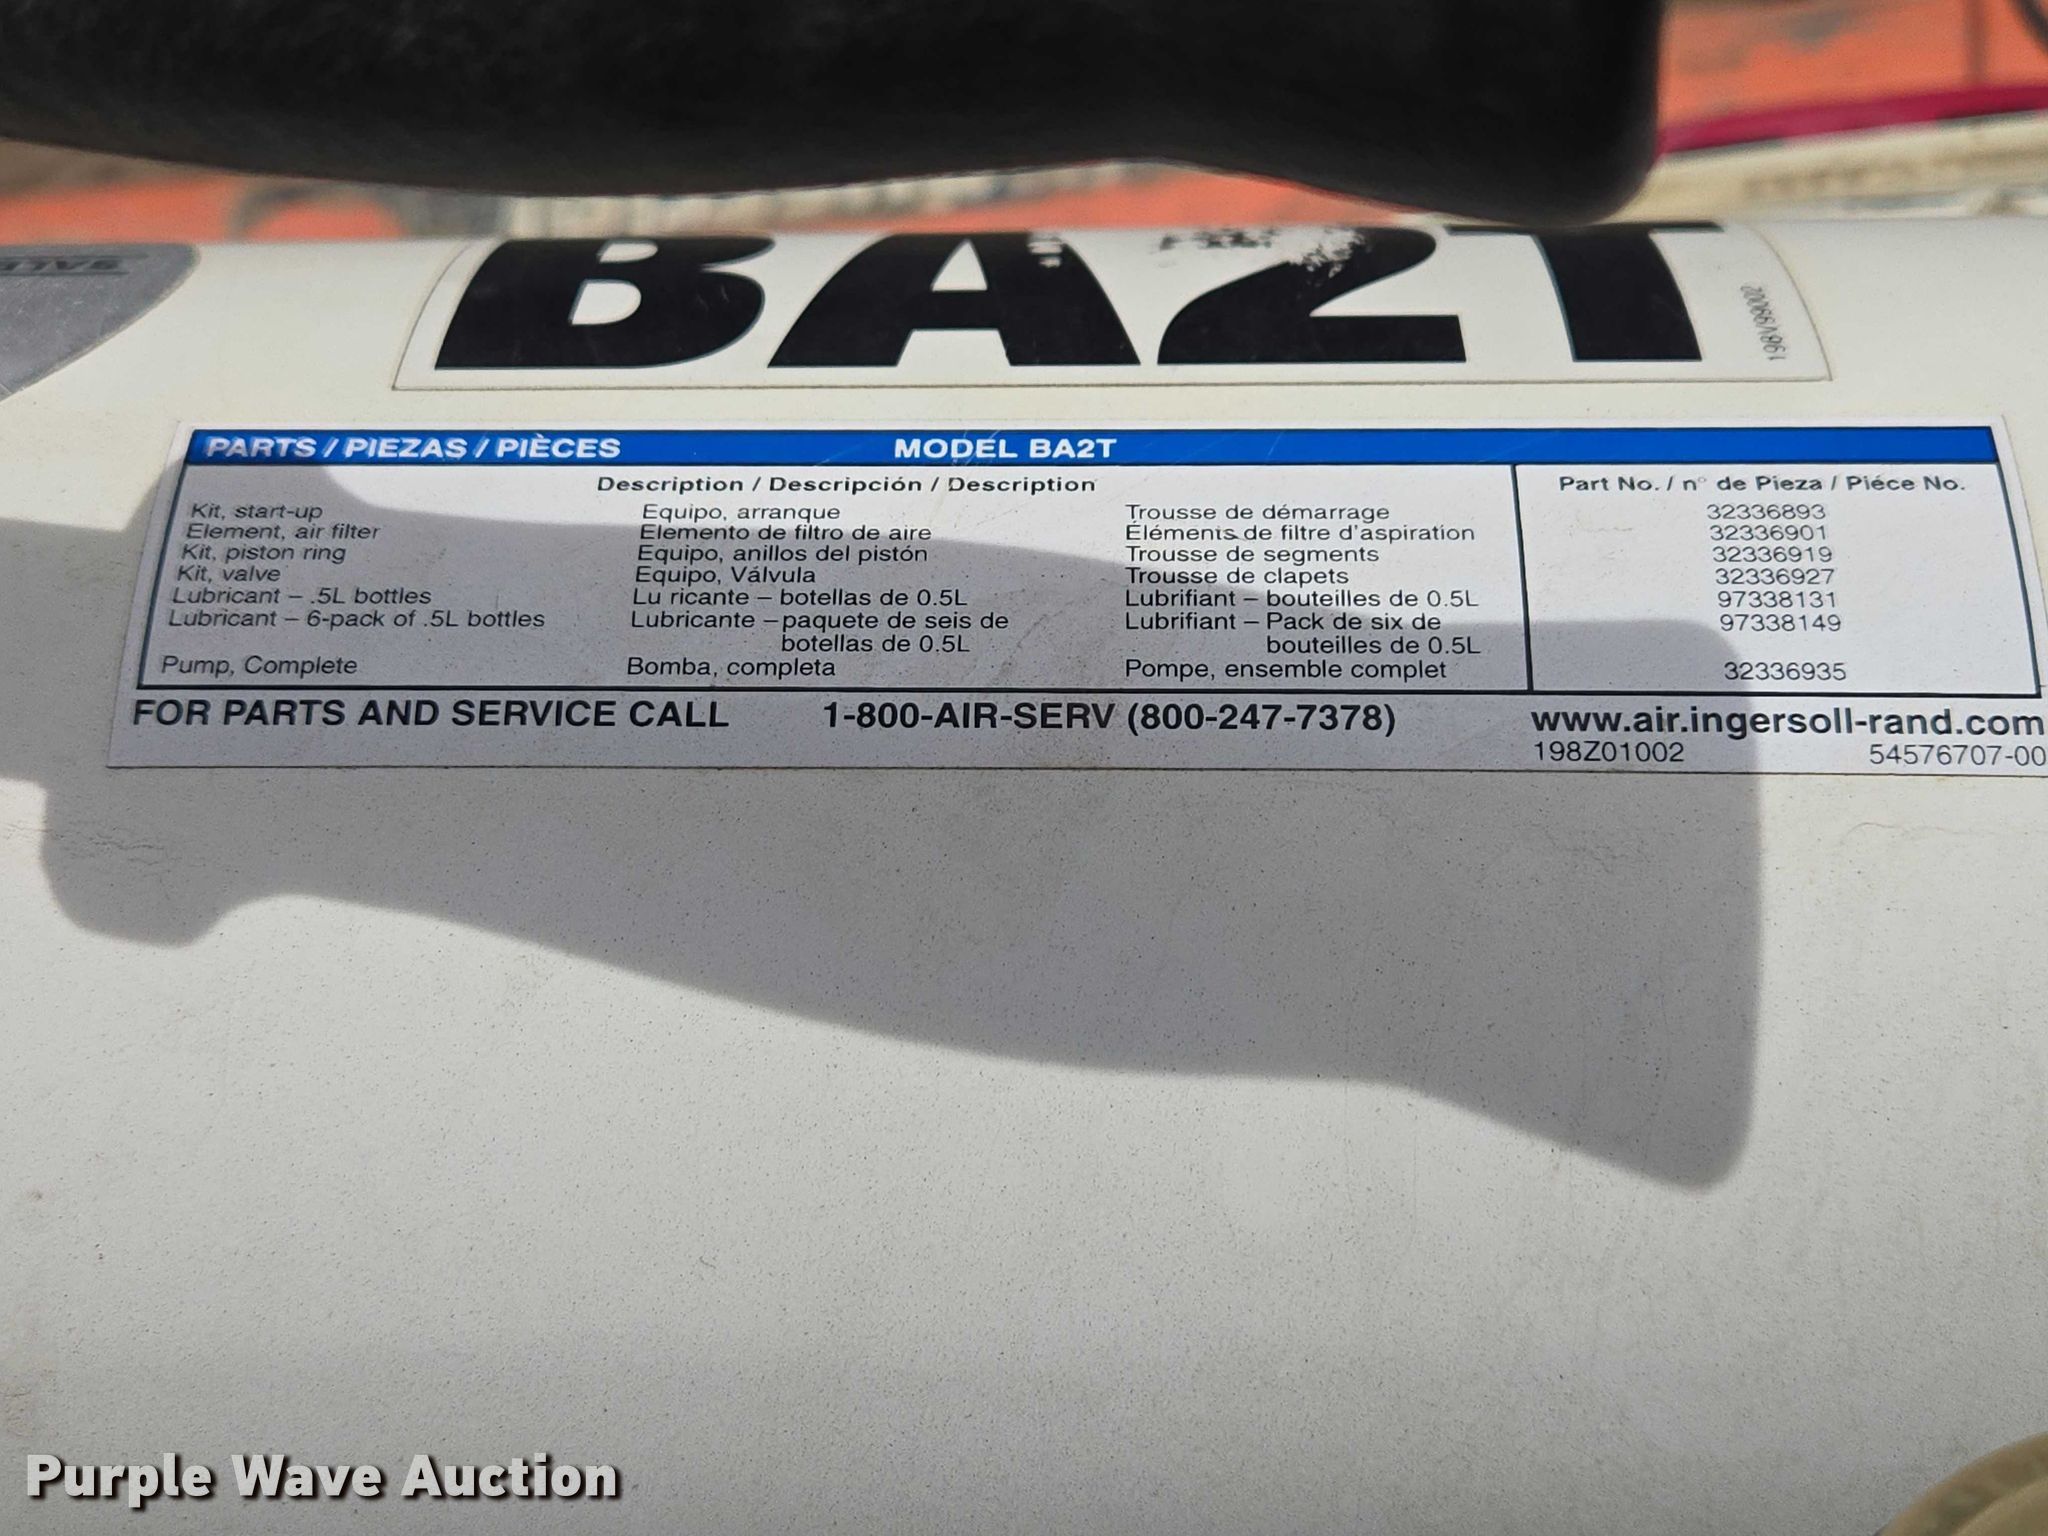 BA2T
198V99002
PARTS / PIEZAS / PIÈCES MODEL BA2T
Description / Descripción / Description Part No. / n° de Pieza / Piéce No.
Kit, start-up Equipo, arranque Trousse de démarrage 32336893
Element, air filter Elemento de filtro de aire Éléments de filtre d'aspiration 32336901
Kit, piston ring Equipo, anillos del pistón Trousse de segments 32336919
Kit, valve Equipo, Válvula Trousse de clapets 32336927
Lubricant – .5L bottles Lu ricante – botellas de 0.5L Lubrifiant – bouteilles de 0.5L 97338131
Lubricant – 6-pack of .5L bottles Lubricante – paquete de seis de Lubrifiant – Pack de six de 97338149
botellas de 0.5L bouteilles de 0.5L
Pump, Complete Bomba, completa Pompe, ensemble complet 32336935
FOR PARTS AND SERVICE CALL 1-800-AIR-SERV (800-247-7378) www.air.ingersoll-rand.com
198Z01002 54576707-00
Purple Wave Auction